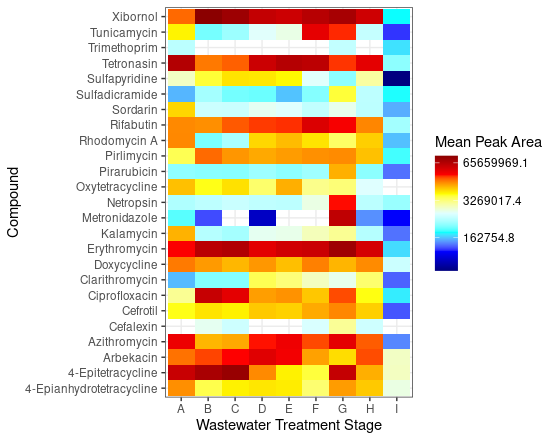 Xibornol
Tunicamycin
Trimethoprim
Tetronasin
Sulfapyridine
Sulfadicramide
Sordarin
Rifabutin
Rhodomycin A
Pirlimycin
Pirarubicin
Oxytetracycline
Netropsin
Metronidazole
Kalamycin
Erythromycin
Doxycycline
Clarithromycin
Ciprofloxacin
Cefrotil
Cefalexin
Azithromycin
Arbekacin
4-Epitetracycline
4-Epianhydrotetracycline
Compound
A B C D E F G H I
Wastewater Treatment Stage
Mean Peak Area
65659969.1
3269017.4
162754.8